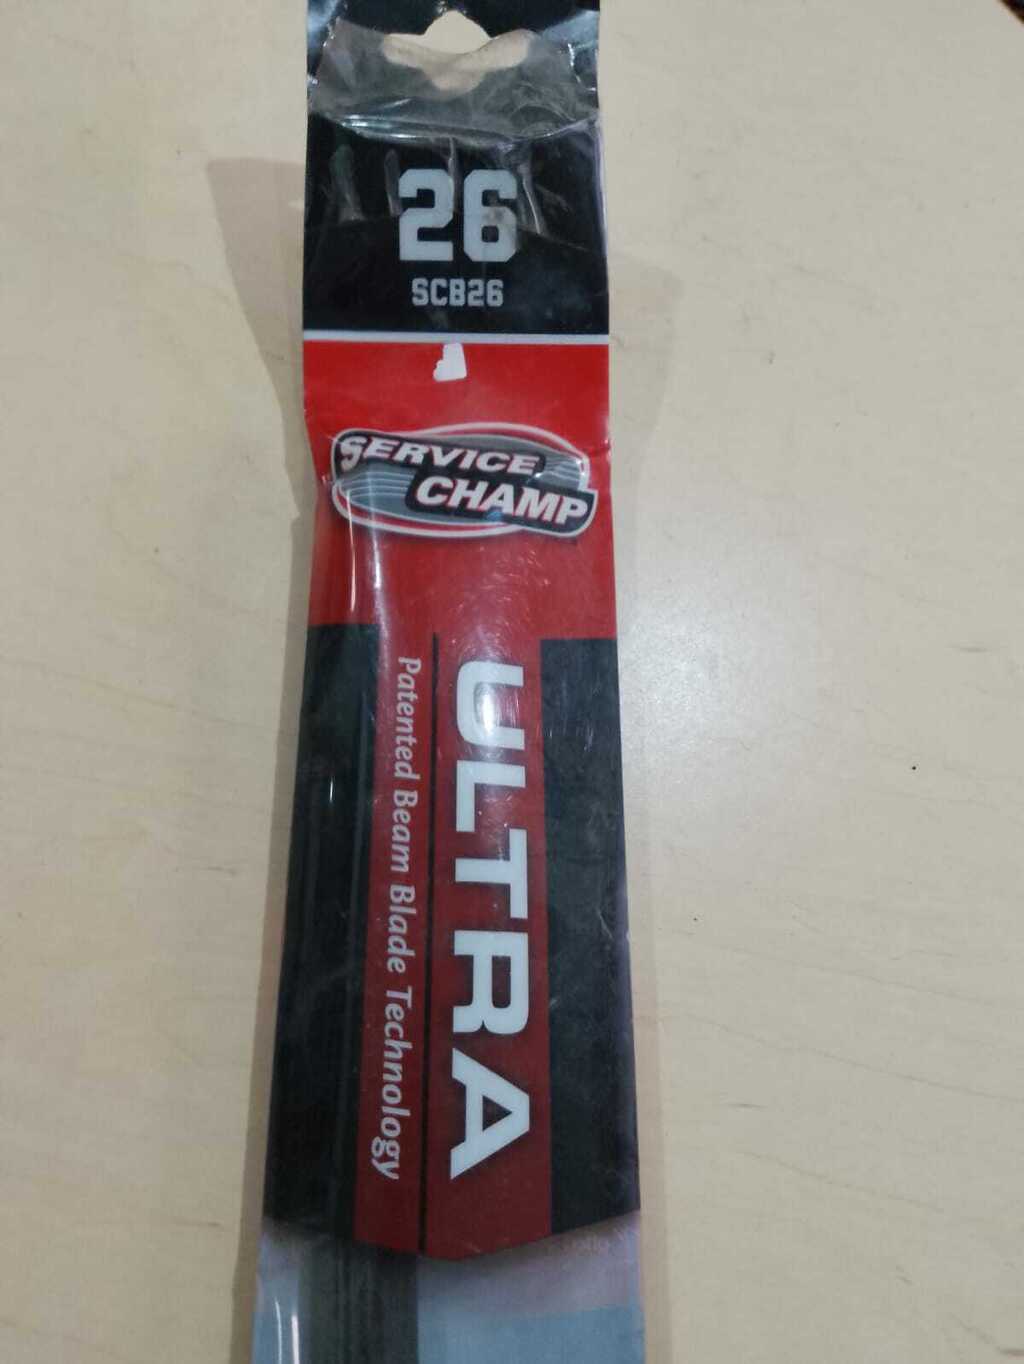 26
SCB26
SERVICE
CHAMP
ULTRA
Patented Beam Blade Technology